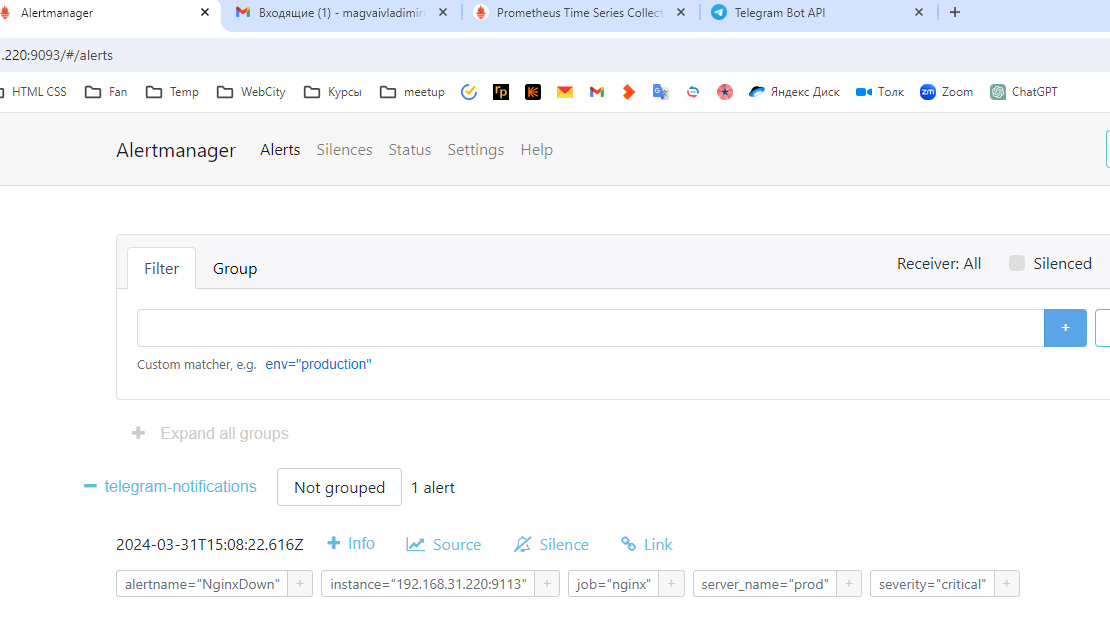 Alertmanager
Входящие (1) - magvaivladimir
Prometheus Time Series Collect
Telegram Bot API
.220:9093/#/alerts
HTML CSS
Fan
Temp
WebCity
Курсы
meetup
Яндекс Диск
Толк
zm Zoom
ChatGPT
Alertmanager
Alerts
Silences
Status
Settings
Help
Filter
Group
Receiver: All
Silenced
+
Custom matcher, e.g. env="production"
+ Expand all groups
telegram-notifications
Not grouped
1 alert
2024-03-31T15:08:22.616Z
+ Info
Source
Silence
Link
alertname="NginxDown" +
instance="192.168.31.220:9113" +
job="nginx" +
server_name="prod" +
severity="critical" +